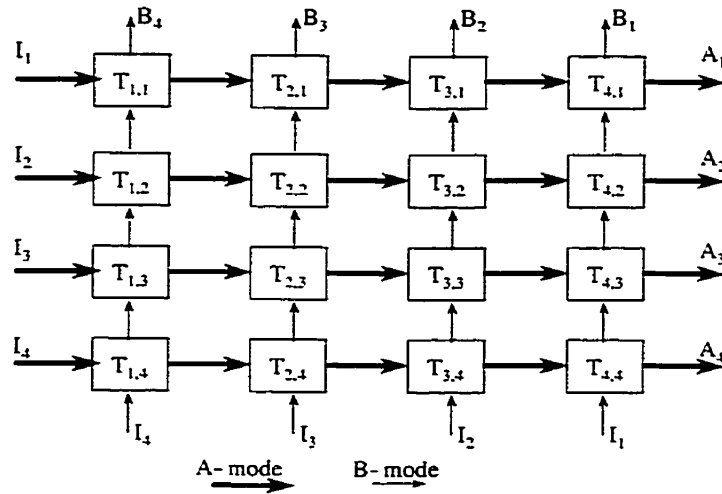 B₄ B₃ B₂ B₁
I₁ T₁,₁ T₂,₁ T₃,₁ T₄,₁ A₁
I₂ T₁,₂ T₂,₂ T₃,₂ T₄,₂ A₂
I₃ T₁,₃ T₂,₃ T₃,₃ T₄,₃ A₃
I₄ T₁,₄ T₂,₄ T₃,₄ T₄,₄ A₄
I₄ I₃ I₂ I₁
A- mode B- mode